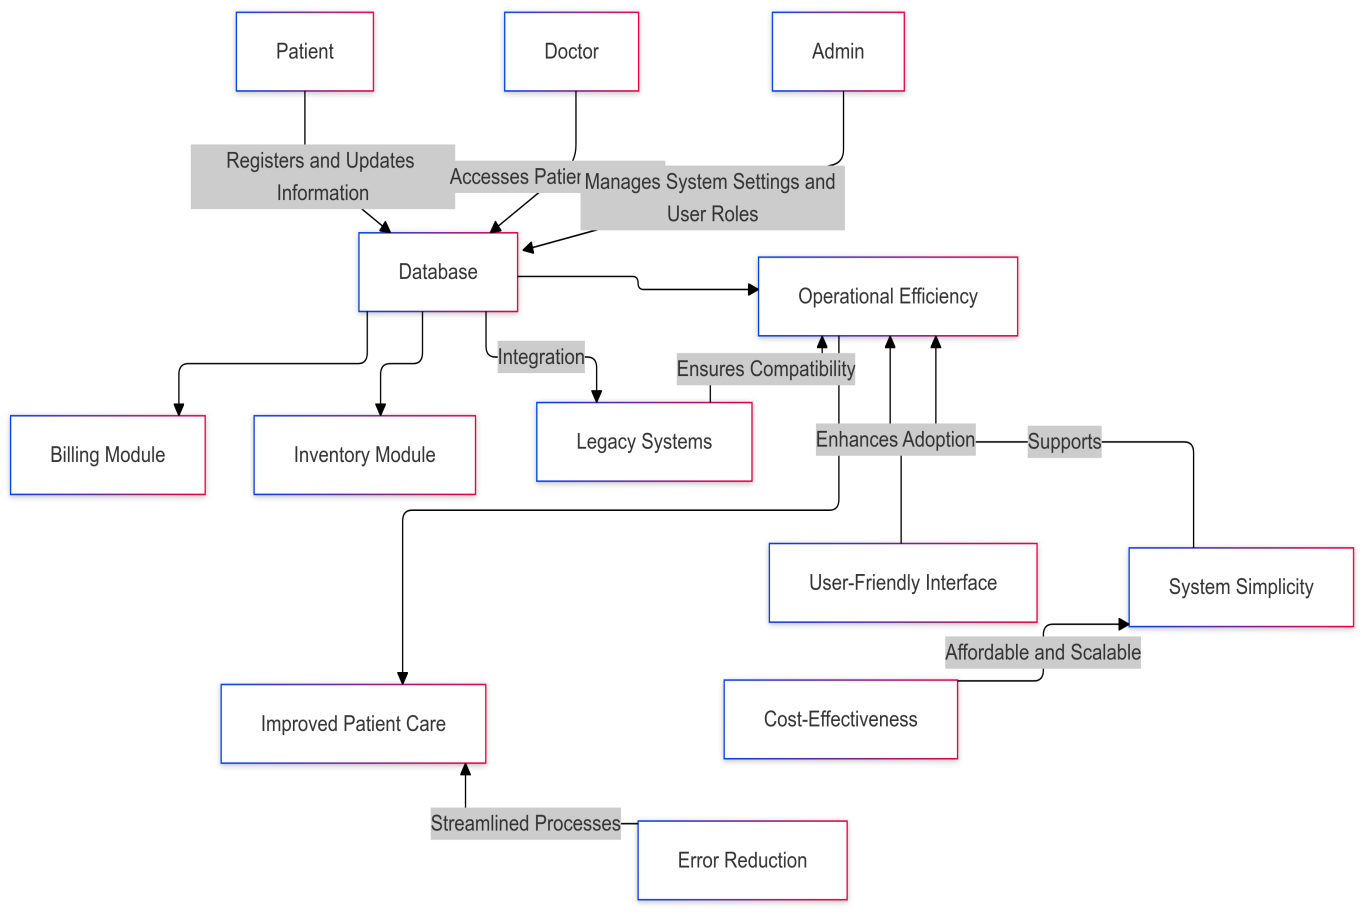 Patient
Doctor
Admin
Registers and Updates
Information
Accesses
Manages System Settings and
User Roles
Database
Operational Efficiency
Integration
Ensures Compatibility
Billing Module
Inventory Module
Legacy Systems
Enhances Adoption
Supports
User-Friendly Interface
System Simplicity
Affordable and Scalable
Improved Patient Care
Cost-Effectiveness
Streamlined Processes
Error Reduction